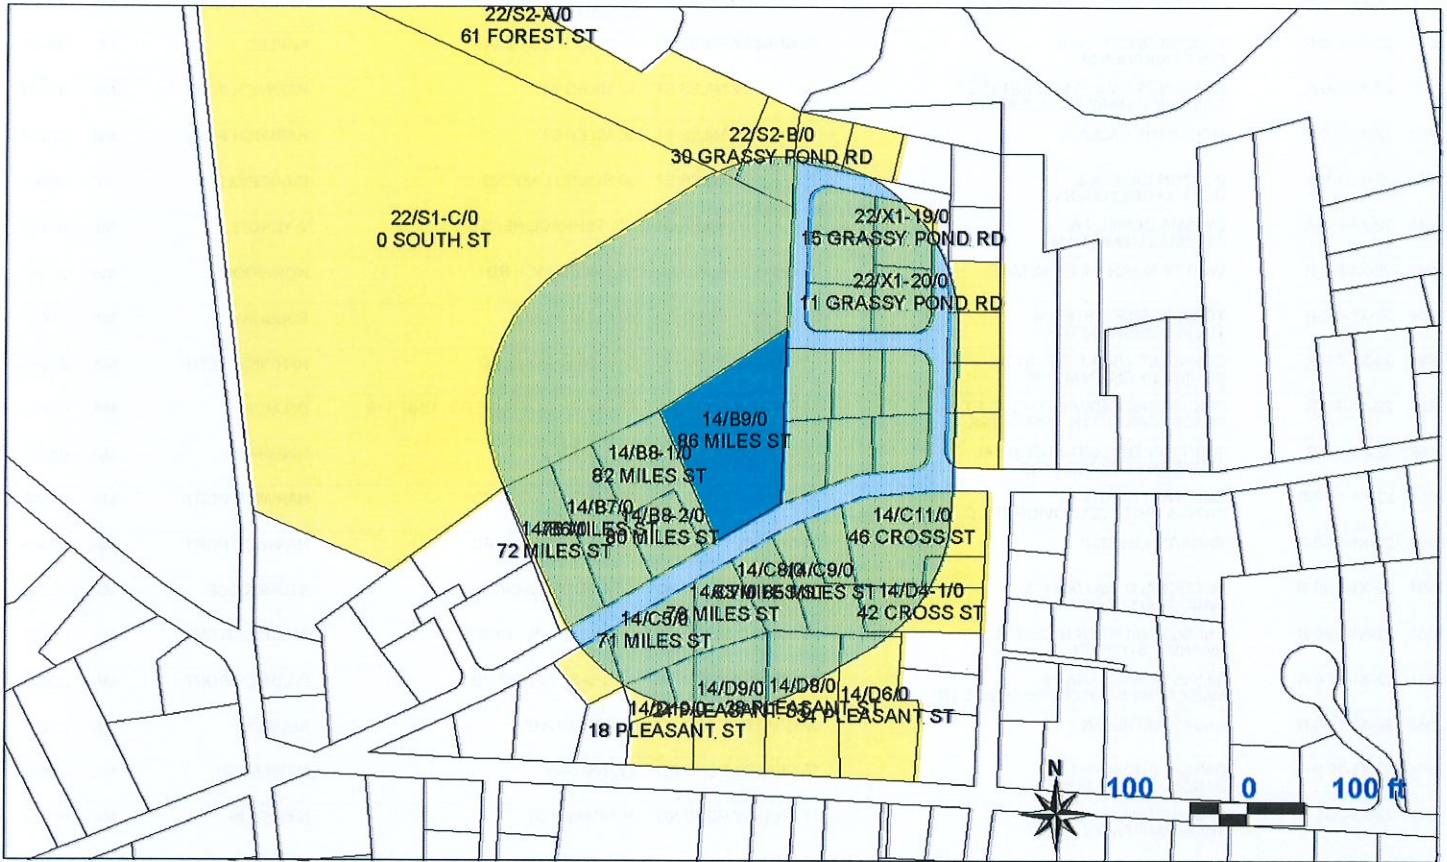 22/S2-A/0
61 FOREST ST
22/S2-B/0
30 GRASSY POND RD
22/S1-C/0
0 SOUTH ST
22/X1-19/0
15 GRASSY POND RD
22/X1-20/0
11 GRASSY POND RD
14/B9/0
86 MILES ST
14/B8-1/0
82 MILES ST
14/B7/0
14/B8-2/0
80 MILES ST
72 MILES ST
14/C11/0
46 CROSS ST
14/C9/0
MILES ST
79 MILES ST
14/D4-1/0
42 CROSS ST
14/C5/0
71 MILES ST
14/D9/0
14/D8/0
14/D6/0
28 PLEASANT ST
34 PLEASANT ST
18 PLEASANT ST
N
100 0 100 ft